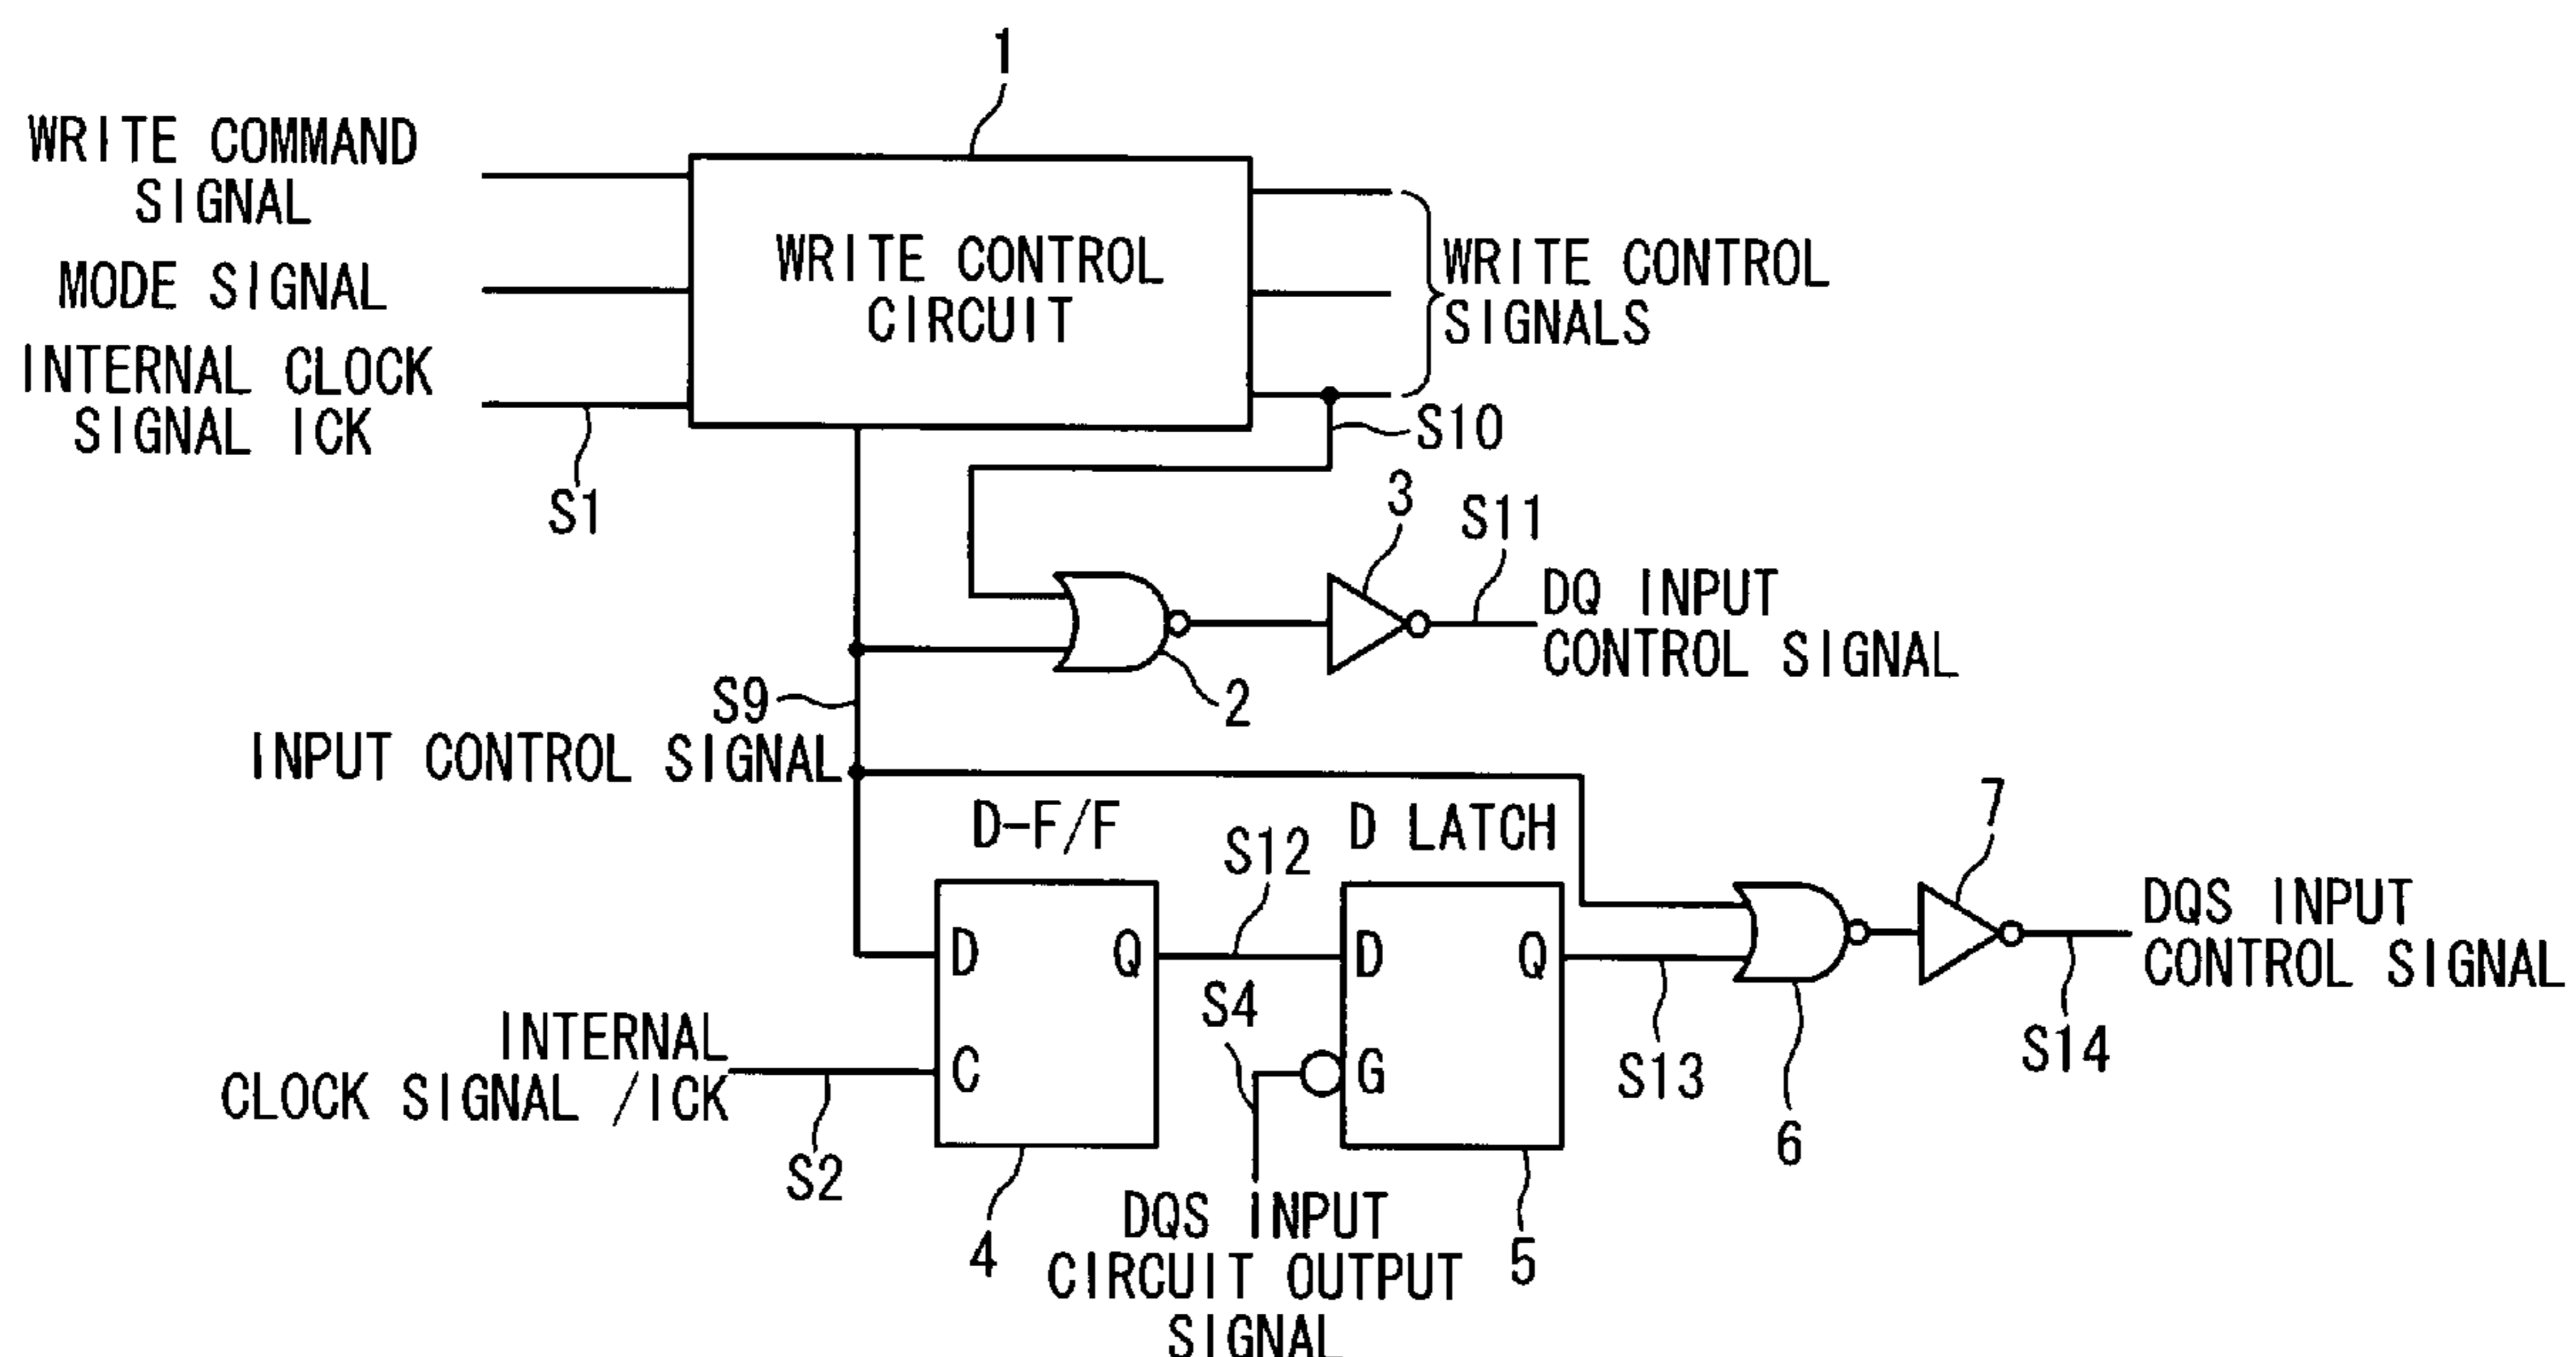 1
WRITE COMMAND
SIGNAL
MODE SIGNAL
INTERNAL CLOCK
SIGNAL ICK
S1
WRITE CONTROL
CIRCUIT
WRITE CONTROL
SIGNALS
S10
3
S11
DQ INPUT
CONTROL SIGNAL
2
S9
INPUT CONTROL SIGNAL
D-F/F
S12
D LATCH
7
D
Q
C
S4
D
Q
G
DQS INPUT
CONTROL SIGNAL
S14
S13
6
INTERNAL
CLOCK SIGNAL /ICK
S2
4
DQS INPUT
CIRCUIT OUTPUT
SIGNAL
5